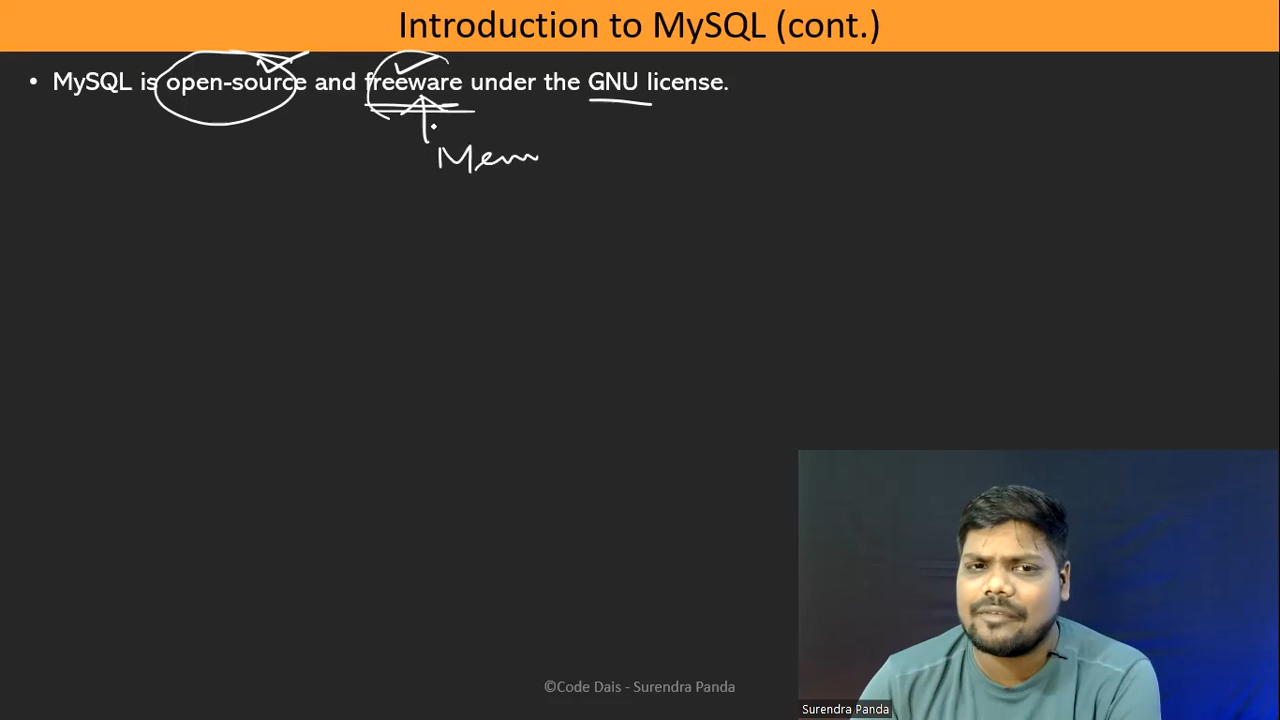 Introduction to MySQL (cont.)
• MySQL is open-source and freeware under the GNU license.
©Code Dais - Surendra Panda
Surendra Panda